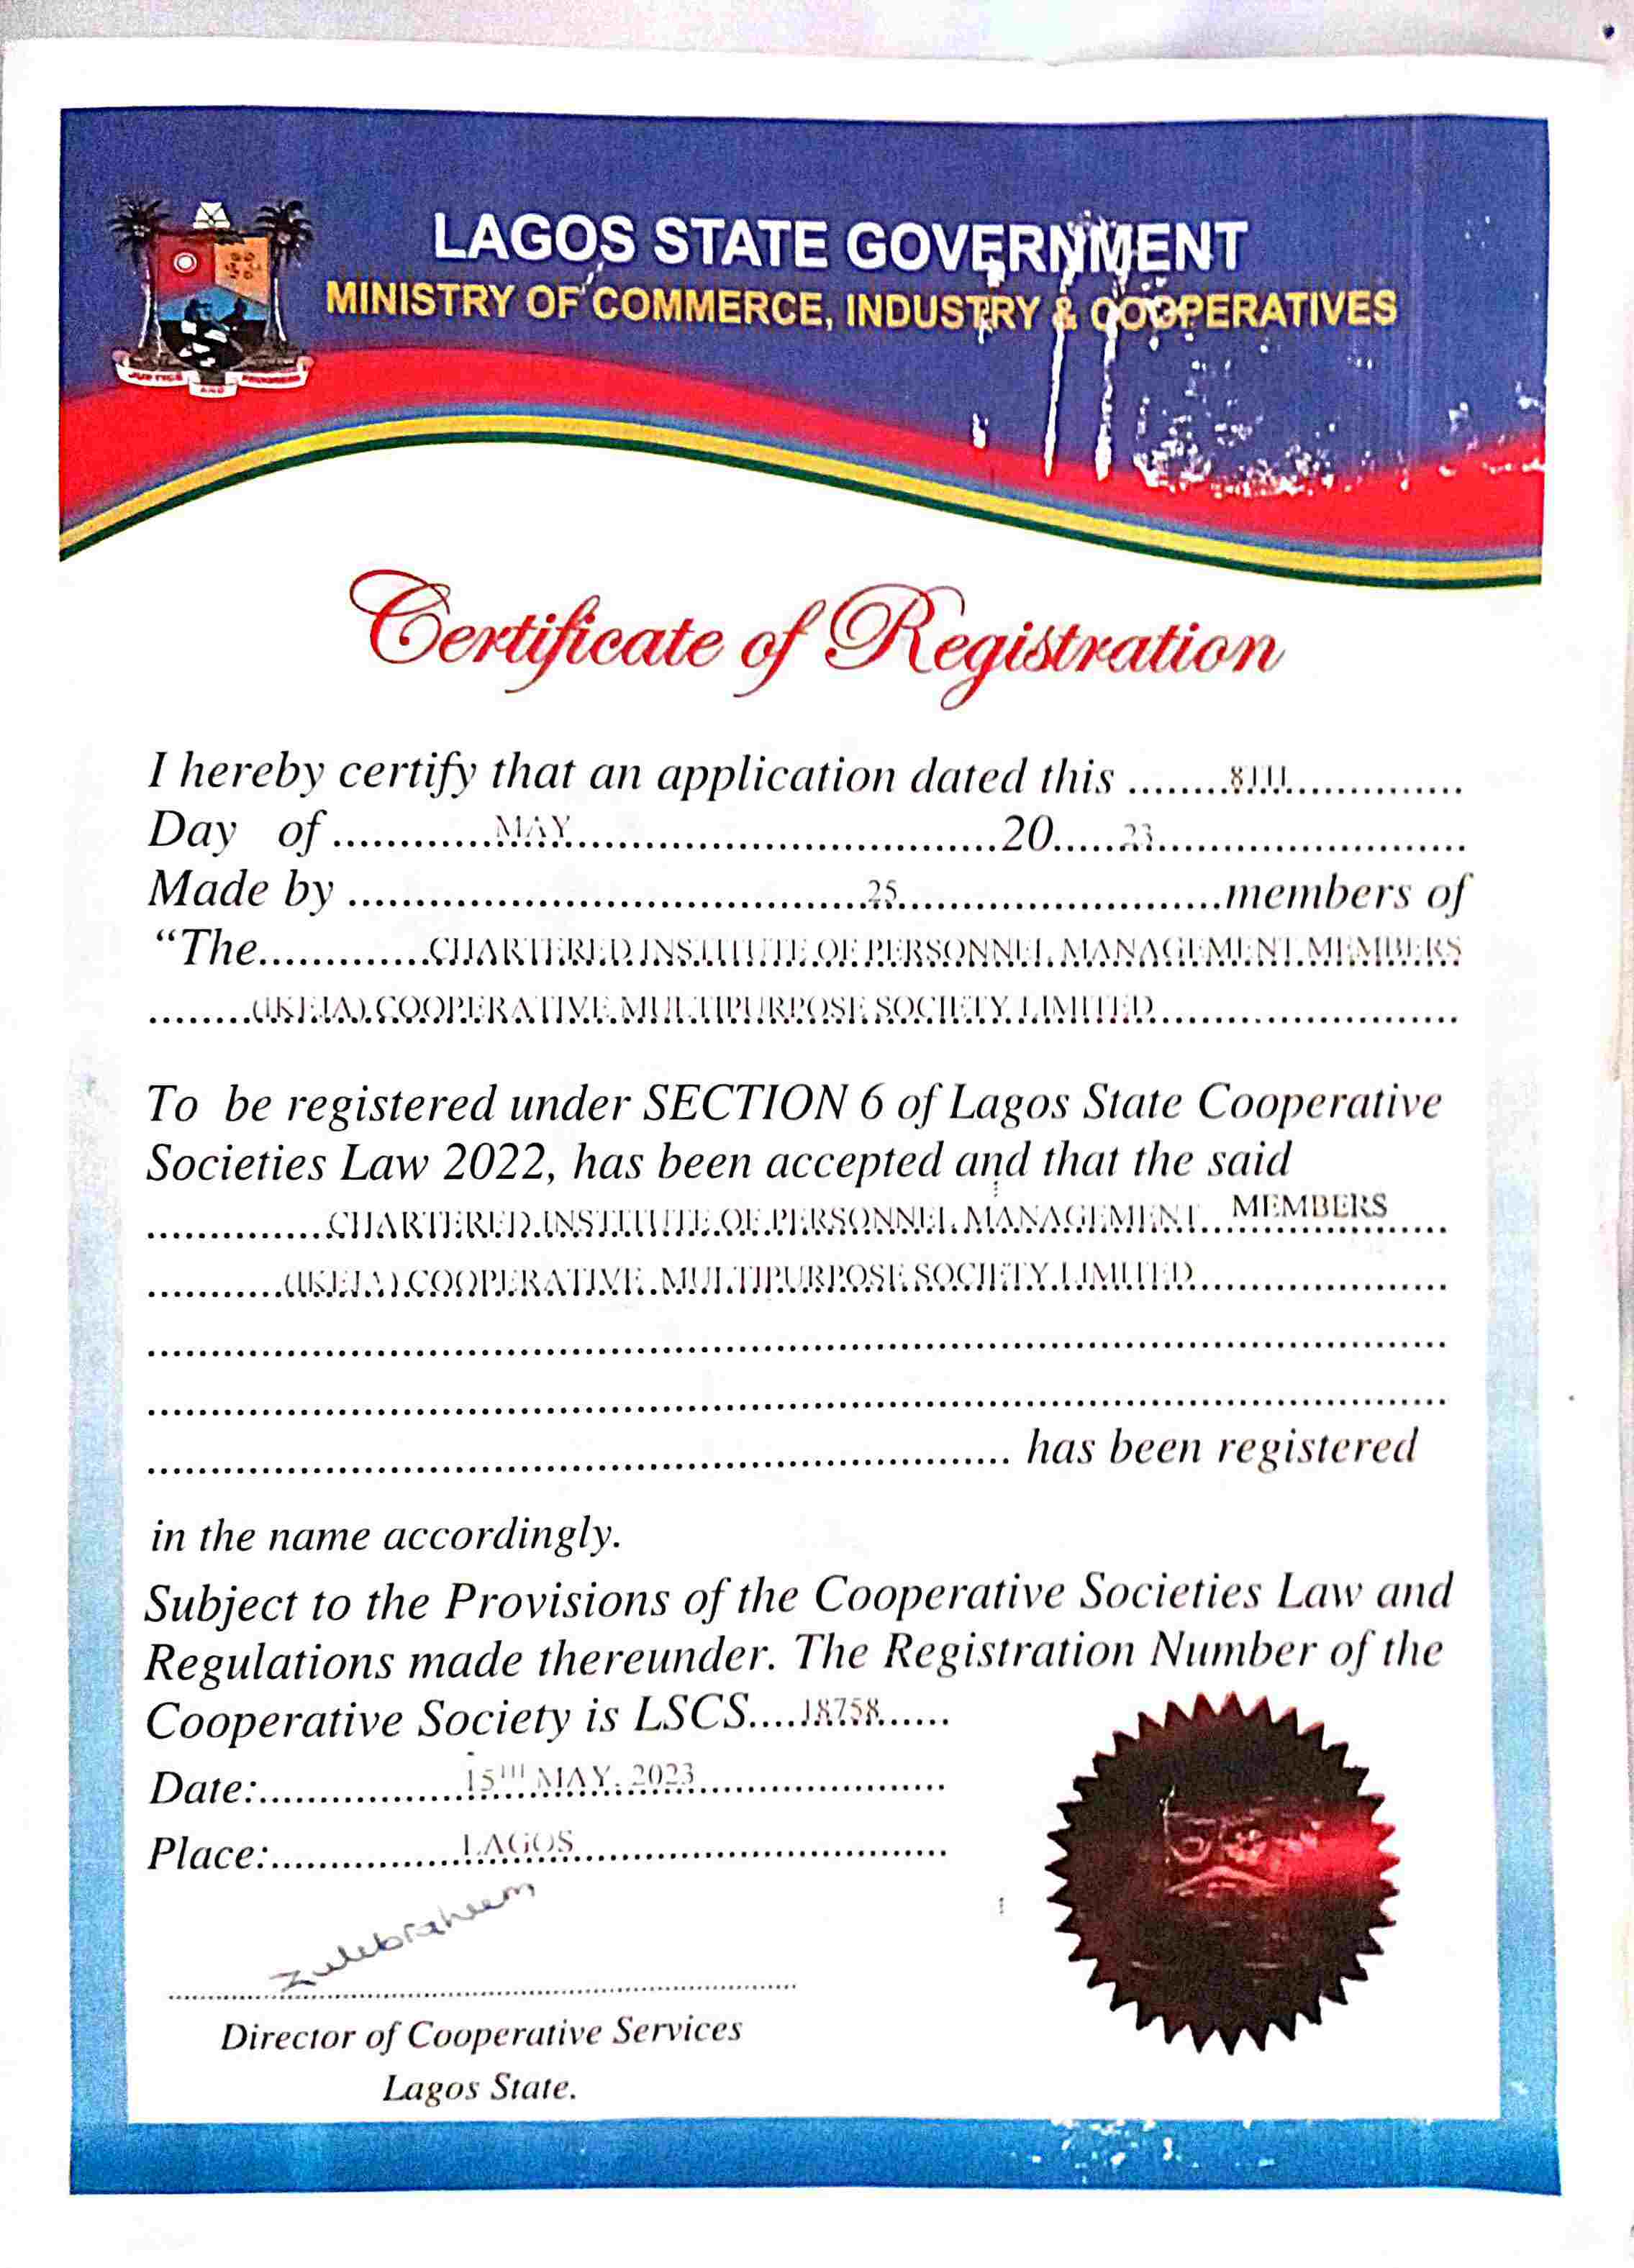 LAGOS STATE GOVERNMENT
MINISTRY OF COMMERCE, INDUSTRY & COOPERATIVES
JUSTICE AND PROGRESS
Certificate of Registration
I hereby certify that an application dated this ........8TH..............
Day of.............MAY................................20.....23........................
Made by ........................................25.........................members of
“The.............CHARTERED INSTITUTE OF PERSONNEL MANAGEMENT MEMBERS
........(IKEJA) COOPERATIVE MULTIPURPOSE SOCIETY LIMITED........................
To be registered under SECTION 6 of Lagos State Cooperative
Societies Law 2022, has been accepted and that the said
..............CHARTERED INSTITUTE OF PERSONNEL MANAGEMENT MEMBERS.....
...........(IKEJA) COOPERATIVE MULTIPURPOSE SOCIETY LIMITED....................
.................................................................... has been registered
in the name accordingly.
Subject to the Provisions of the Cooperative Societies Law and
Regulations made thereunder. The Registration Number of the
Cooperative Society is LSCS....18758......
Date:.................15TH MAY, 2023....................
Place:................LAGOS..............................
Zulebraheem
Director of Cooperative Services
Lagos State.